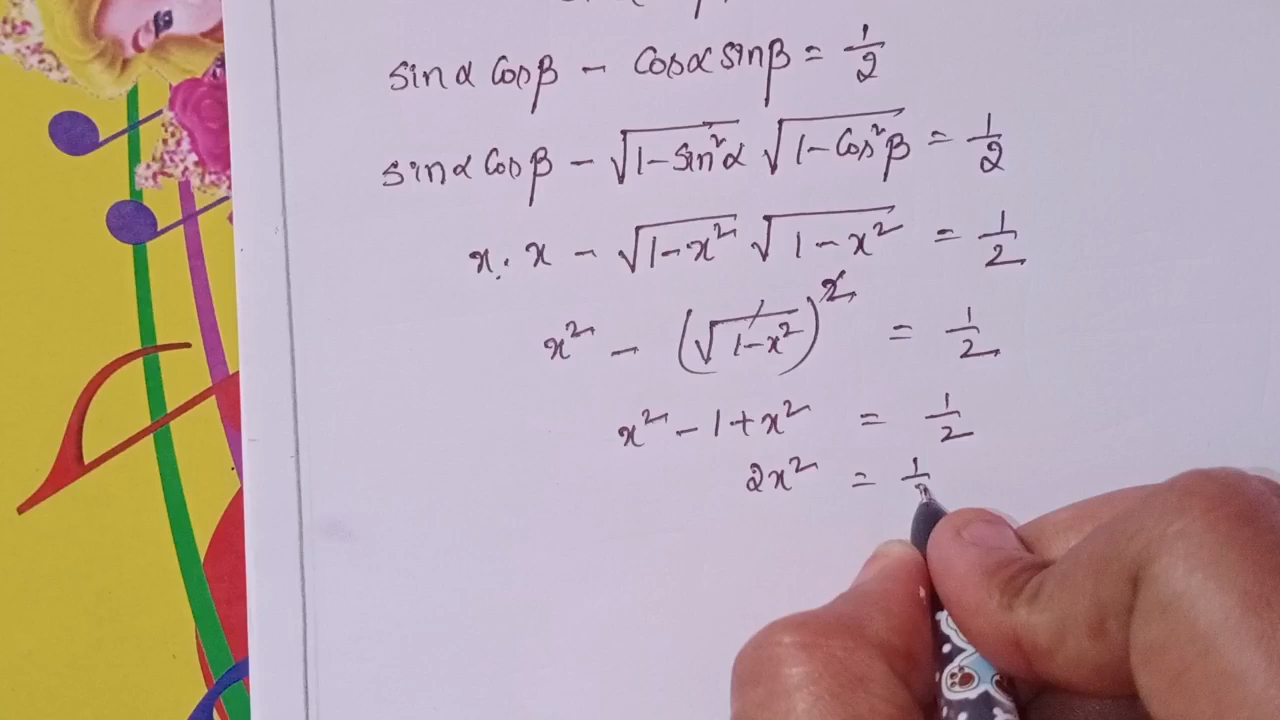 sinα cosβ - cosα sinβ = 1/2
sinα cosβ - √(1-sin²α) √(1-cos²β) = 1/2
x. x - √(1-x²) √(1-x²) = 1/2
x² - (√(1-x²))² = 1/2
x² - 1 + x² = 1/2
2x² = 1/2